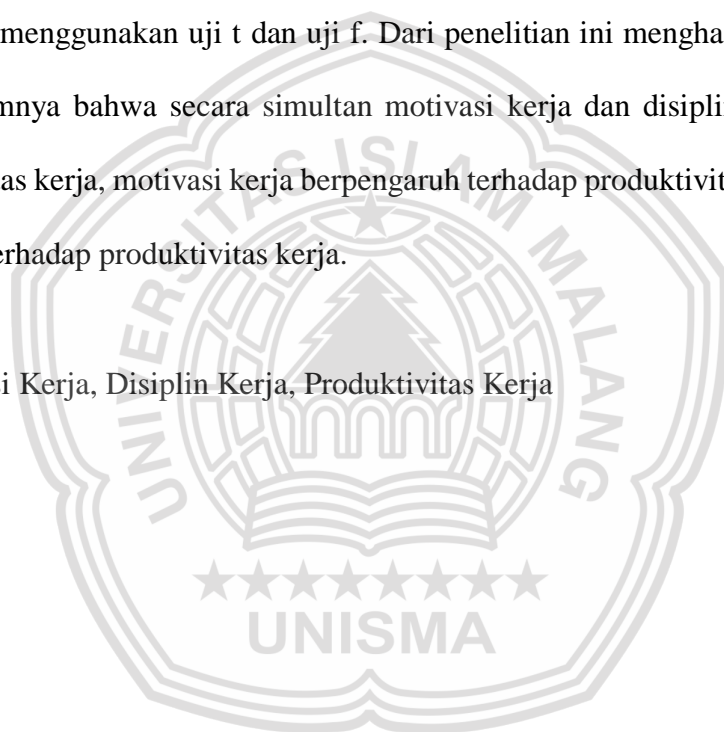 menggunakan uji t dan uji f. Dari penelitian ini mengha
mnya bahwa secara simultan motivasi kerja dan disiplin
as kerja, motivasi kerja berpengaruh terhadap produktivit
erhadap produktivitas kerja.
i Kerja, Disiplin Kerja, Produktivitas Kerja
UNIVERSITAS ISLAM MALANG
UNISMA